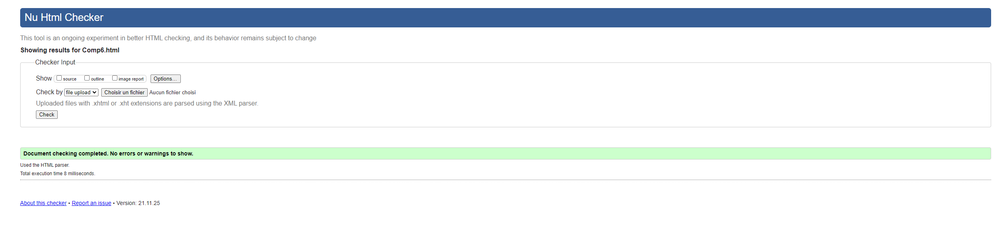 Nu Html Checker
This tool is an ongoing experiment in better HTML checking, and its behavior remains subject to change
Showing results for Comp6.html
Checker Input
Show source outline image report Options...
Check by file upload Choisir un fichier Aucun fichier choisi
Uploaded files with .xhtml or .xht extensions are parsed using the XML parser.
Check
Document checking completed. No errors or warnings to show.
Used the HTML parser.
Total execution time 8 milliseconds.
About this checker • Report an issue • Version: 21.11.25